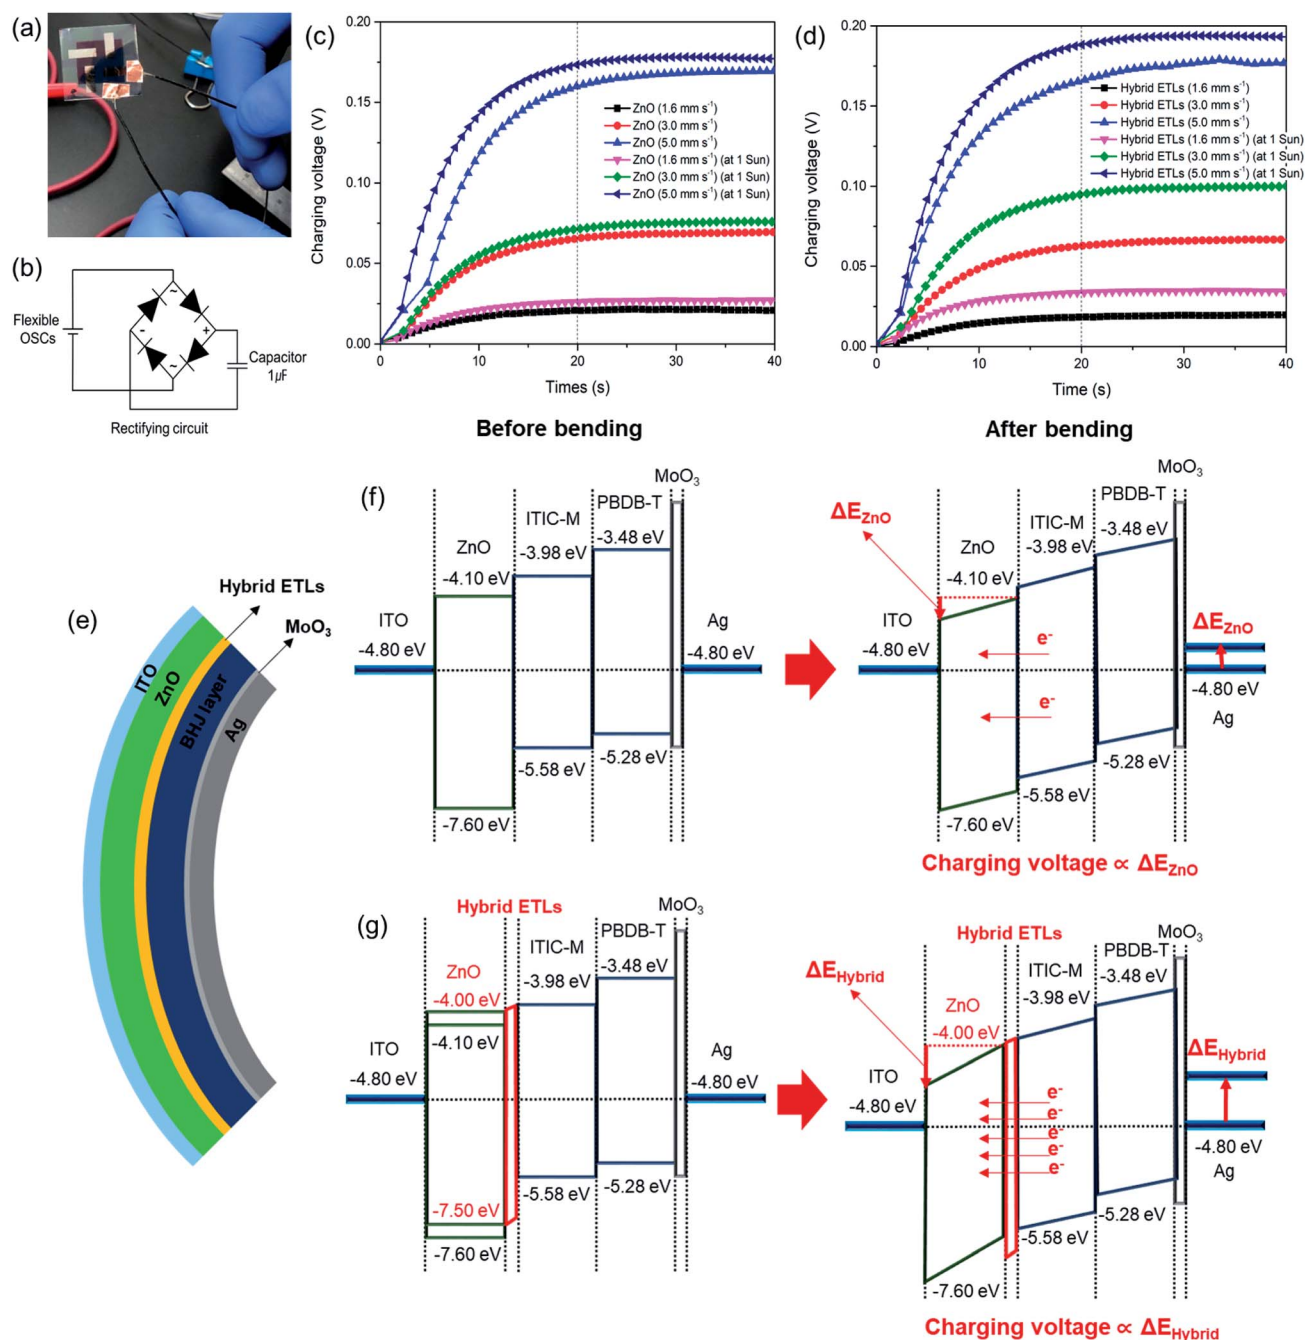 (a)
(b)
Flexible
OSCs
~
-
+
~
Capacitor
1μF
Rectifying circuit
(c)
Charging voltage (V)
0.20
0.15
0.10
0.05
0.00
0
10
20
30
40
Times (s)
ZnO (1.6 mm s⁻¹)
ZnO (3.0 mm s⁻¹)
ZnO (5.0 mm s⁻¹)
ZnO (1.6 mm s⁻¹) (at 1 Sun)
ZnO (3.0 mm s⁻¹) (at 1 Sun)
ZnO (5.0 mm s⁻¹) (at 1 Sun)
(d)
Charging voltage (V)
0.20
0.15
0.10
0.05
0.00
0
10
20
30
40
Time (s)
Hybrid ETLs (1.6 mm s⁻¹)
Hybrid ETLs (3.0 mm s⁻¹)
Hybrid ETLs (5.0 mm s⁻¹)
Hybrid ETLs (1.6 mm s⁻¹) (at 1 Sun)
Hybrid ETLs (3.0 mm s⁻¹) (at 1 Sun)
Hybrid ETLs (5.0 mm s⁻¹) (at 1 Sun)
Before bending
After bending
(e)
Hybrid ETLs
MoO₃
ITO
ZnO
BHJ layer
Ag
(f)
ITO
-4.80 eV
ZnO
-4.10 eV
-7.60 eV
ITIC-M
-3.98 eV
-5.58 eV
PBDB-T
-3.48 eV
-5.28 eV
MoO₃
Ag
-4.80 eV
ΔE_ZnO
ITO
-4.80 eV
ZnO
-4.10 eV
e⁻
e⁻
-7.60 eV
ITIC-M
-3.98 eV
-5.58 eV
PBDB-T
-3.48 eV
-5.28 eV
MoO₃
ΔE_ZnO
-4.80 eV
Ag
Charging voltage ∝ ΔE_ZnO
(g)
Hybrid ETLs
ITO
-4.80 eV
ZnO
-4.00 eV
-4.10 eV
-7.50 eV
-7.60 eV
ITIC-M
-3.98 eV
-5.58 eV
PBDB-T
-3.48 eV
-5.28 eV
MoO₃
Ag
-4.80 eV
Hybrid ETLs
ΔE_Hybrid
ITO
-4.80 eV
ZnO
-4.00 eV
e⁻
e⁻
e⁻
e⁻
e⁻
-7.60 eV
ITIC-M
-3.98 eV
-5.58 eV
PBDB-T
-3.48 eV
-5.28 eV
MoO₃
ΔE_Hybrid
-4.80 eV
Ag
Charging voltage ∝ ΔE_Hybrid